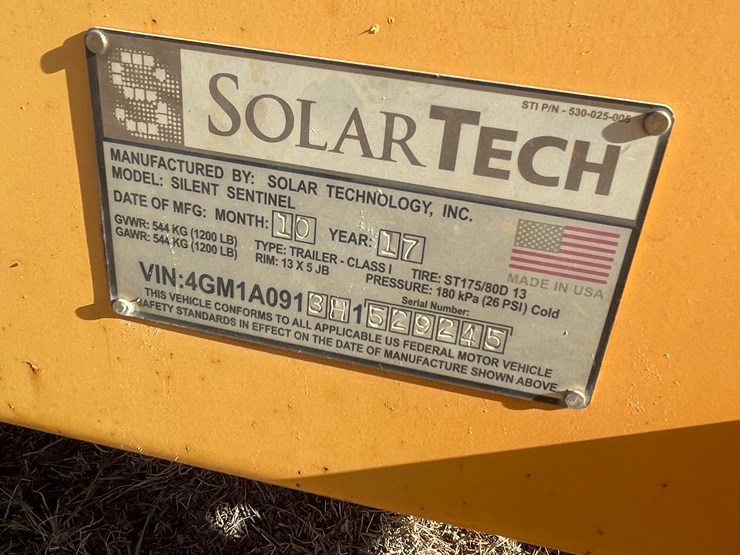 STI P/N - 530-025-005
SOLARTECH
MANUFACTURED BY: SOLAR TECHNOLOGY, INC.
MODEL: SILENT SENTINEL
DATE OF MFG: MONTH: 10 YEAR: 17
GVWR: 544 KG (1200 LB) TYPE: TRAILER - CLASS I TIRE: ST175/80D 13
GAWR: 544 KG (1200 LB) RIM: 13 X 5 JB PRESSURE: 180 kPa (26 PSI) Cold
MADE IN USA
Serial Number:
VIN:4GM1A0913H1529245
THIS VEHICLE CONFORMS TO ALL APPLICABLE US FEDERAL MOTOR VEHICLE
SAFETY STANDARDS IN EFFECT ON THE DATE OF MANUFACTURE SHOWN ABOVE